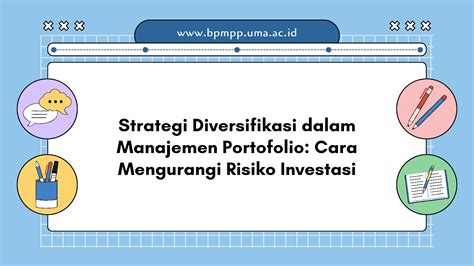 www.bpmpp.uma.ac.id
Strategi Diversifikasi dalam
Manajemen Portofolio: Cara
Mengurangi Risiko Investasi